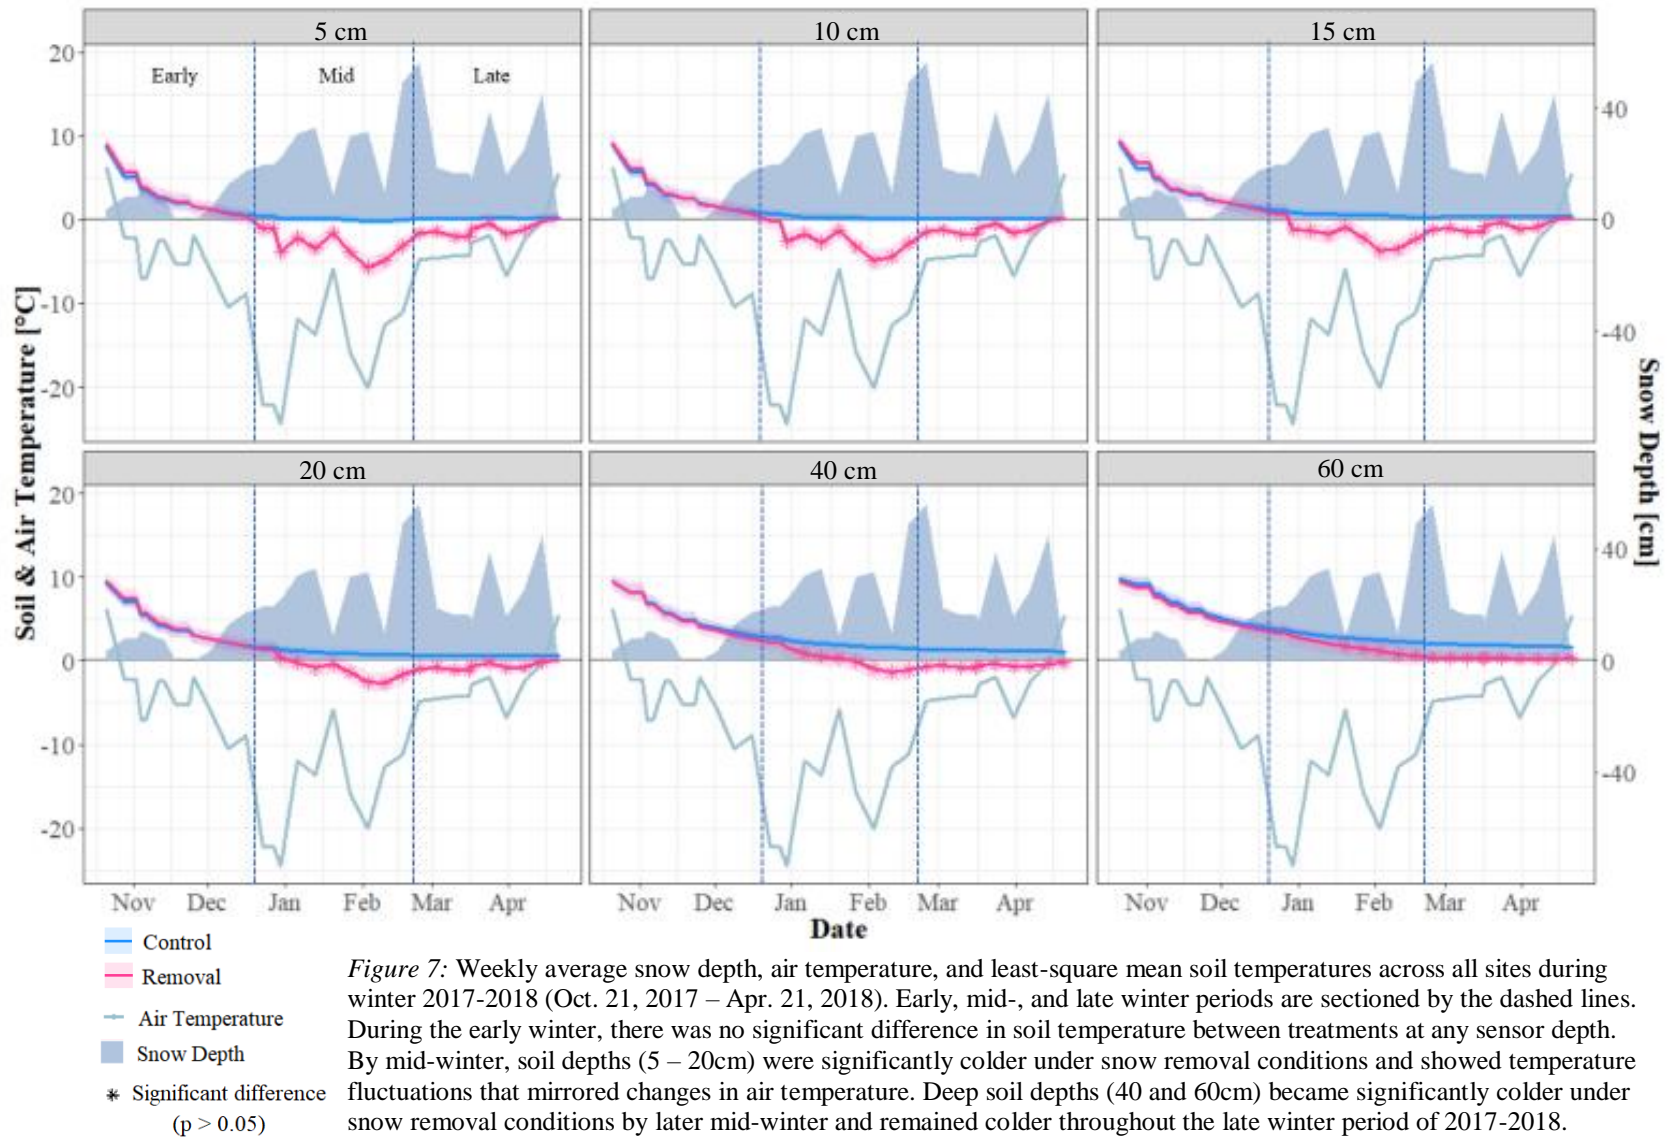 5 cm
10 cm
15 cm
20
10
0
-10
-20
Early
Mid
Late
40
0
-40
20 cm
40 cm
60 cm
20
10
0
-10
-20
40
0
-40
Soil & Air Temperature [°C]
Snow Depth [cm]
Nov Dec Jan Feb Mar Apr
Nov Dec Jan Feb Mar Apr
Nov Dec Jan Feb Mar Apr
Date
Control
Removal
Air Temperature
Snow Depth
Significant difference
(p > 0.05)
Figure 7: Weekly average snow depth, air temperature, and least-square mean soil temperatures across all sites during
winter 2017-2018 (Oct. 21, 2017 – Apr. 21, 2018). Early, mid-, and late winter periods are sectioned by the dashed lines.
During the early winter, there was no significant difference in soil temperature between treatments at any sensor depth.
By mid-winter, soil depths (5 – 20cm) were significantly colder under snow removal conditions and showed temperature
fluctuations that mirrored changes in air temperature. Deep soil depths (40 and 60cm) became significantly colder under
snow removal conditions by later mid-winter and remained colder throughout the late winter period of 2017-2018.